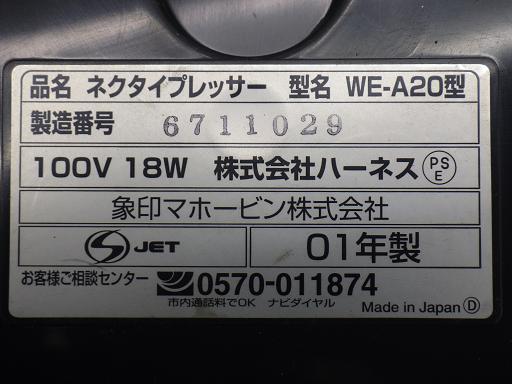 品名 ネクタイプレッサー 型名 WE-A20型
製造番号 6711029
100V 18W 株式会社ハーネス PSE
象印マホービン株式会社
S JET 01年製
お客様ご相談センター 0570-011874
市内通話料でOK ナビダイヤル
Made in Japan D